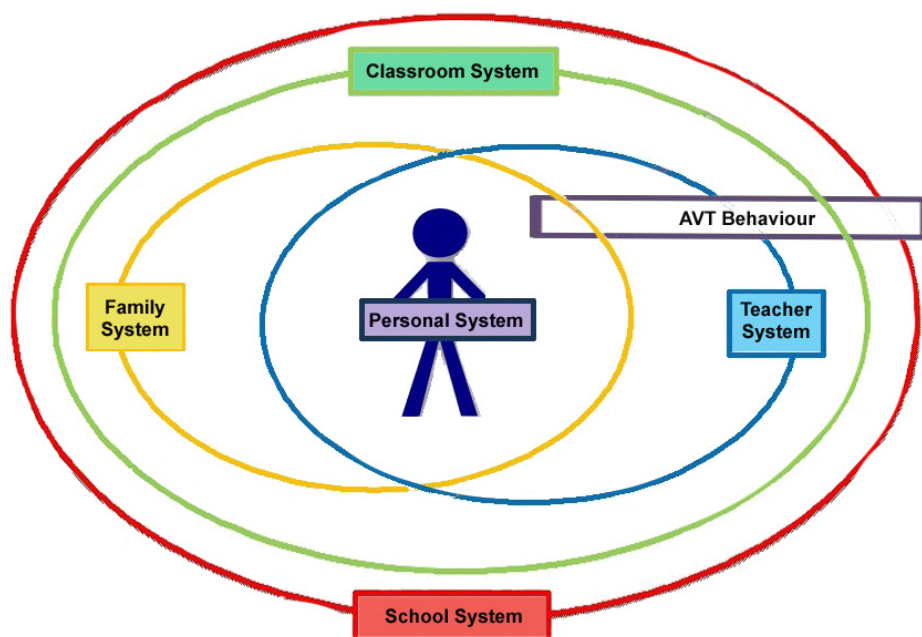 Classroom System
AVT Behaviour
Family
System
Personal System
Teacher
System
School System